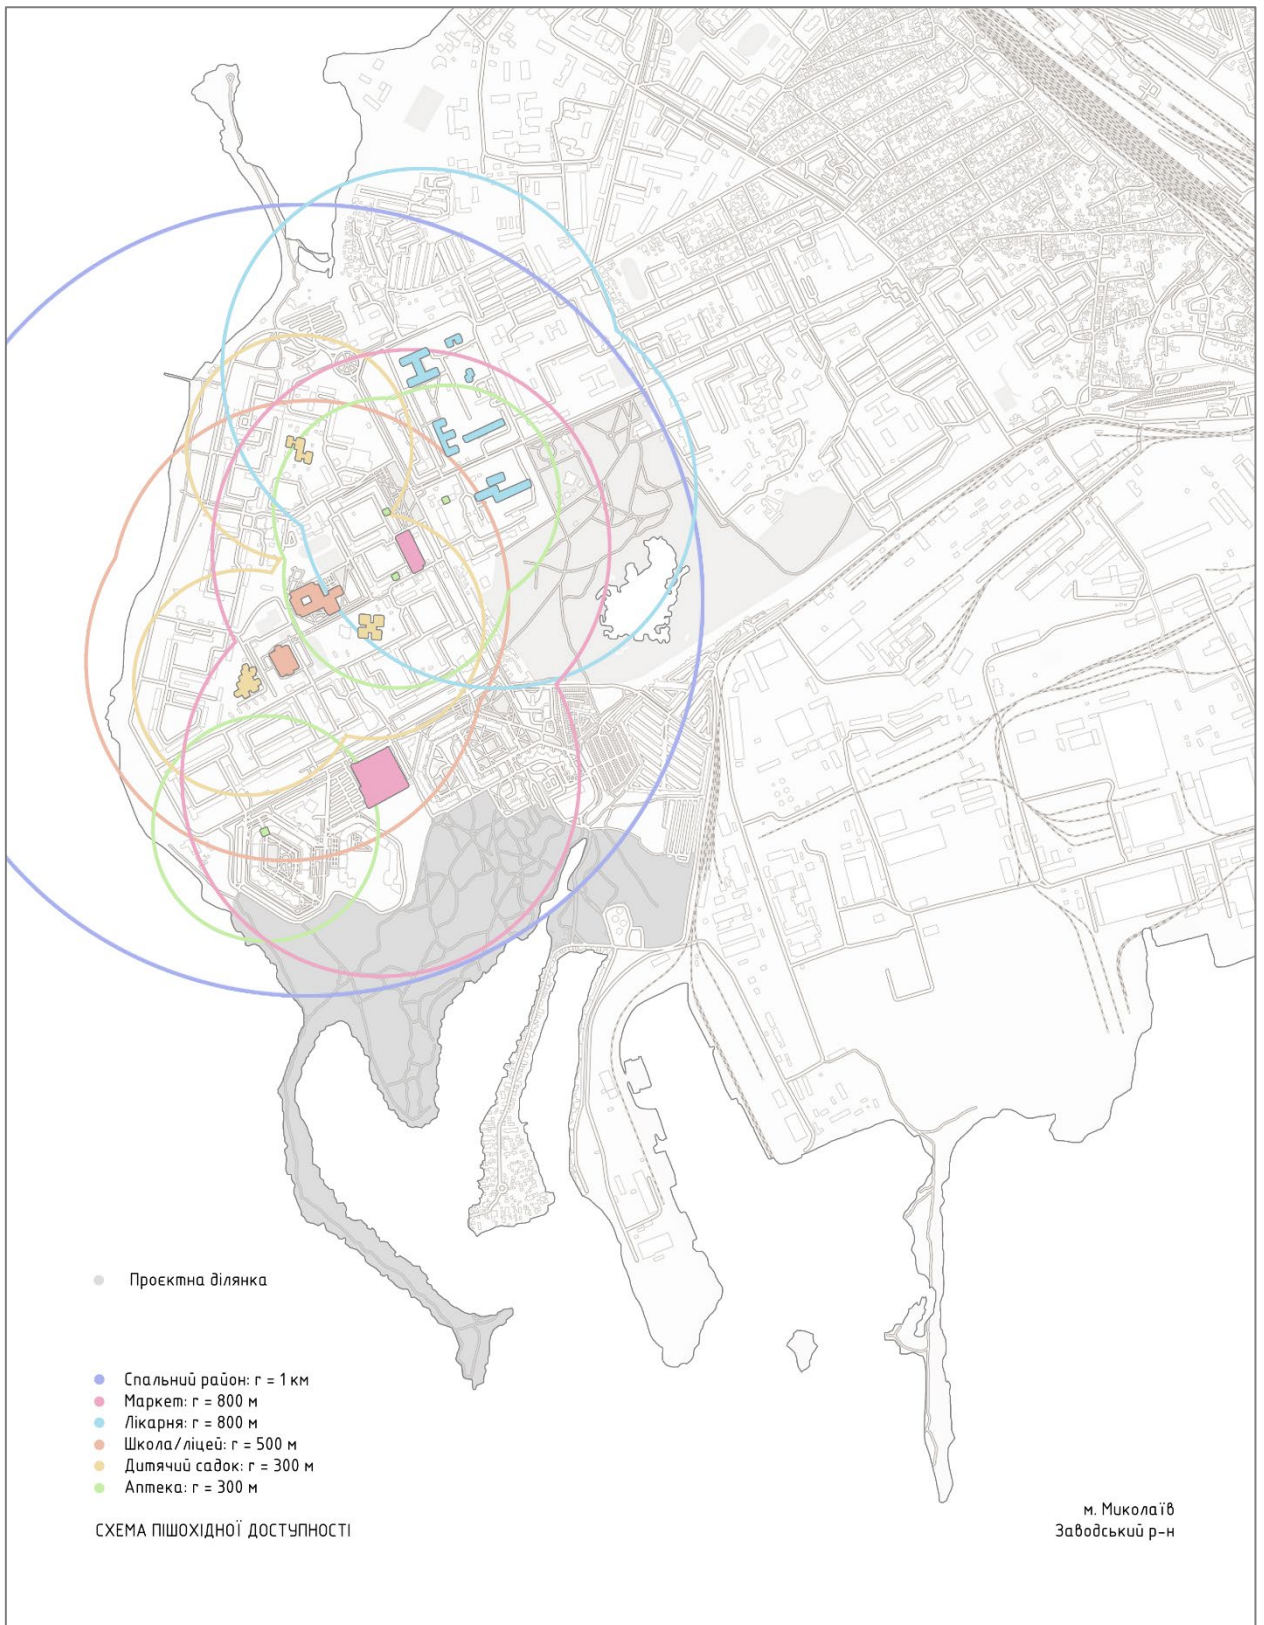 Проєктна ділянка
Спальний район: r = 1 км
Маркет: r = 800 м
Лікарня: r = 800 м
Школа/ліцей: r = 500 м
Дитячий садок: r = 300 м
Аптека: r = 300 м
СХЕМА ПІШОХІДНОЇ ДОСТУПНОСТІ
м. Миколаїв
Заводський р-н